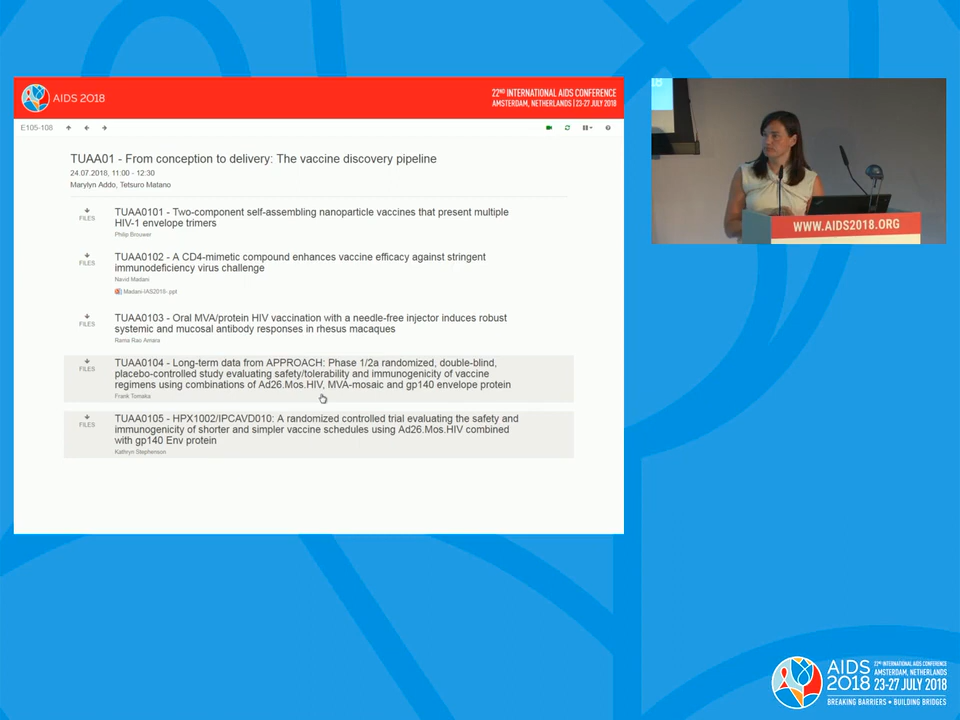 AIDS 2018
22ND INTERNATIONAL AIDS CONFERENCE
AMSTERDAM, NETHERLANDS | 23-27 JULY 2018
E105-108
TUAA01 - From conception to delivery: The vaccine discovery pipeline
24.07.2018, 11:00 - 12:30
Marylyn Addo, Tetsuro Matano
FILES
TUAA0101 - Two-component self-assembling nanoparticle vaccines that present multiple
HIV-1 envelope trimers
Philip Brouwer
FILES
TUAA0102 - A CD4-mimetic compound enhances vaccine efficacy against stringent
immunodeficiency virus challenge
Navid Madani
Madani-IAS2018-.ppt
FILES
TUAA0103 - Oral MVA/protein HIV vaccination with a needle-free injector induces robust
systemic and mucosal antibody responses in rhesus macaques
Rama Rao Amara
FILES
TUAA0104 - Long-term data from APPROACH: Phase 1/2a randomized, double-blind,
placebo-controlled study evaluating safety/tolerability and immunogenicity of vaccine
regimens using combinations of Ad26.Mos.HIV, MVA-mosaic and gp140 envelope protein
Frank Tomaka
FILES
TUAA0105 - HPX1002/IPCAVD010: A randomized controlled trial evaluating the safety and
immunogenicity of shorter and simpler vaccine schedules using Ad26.Mos.HIV combined
with gp140 Env protein
Kathryn Stephenson
WWW.AIDS2018.ORG
AIDS
2018
22ND INTERNATIONAL AIDS CONFERENCE
AMSTERDAM, NETHERLANDS
23-27 JULY 2018
BREAKING BARRIERS • BUILDING BRIDGES